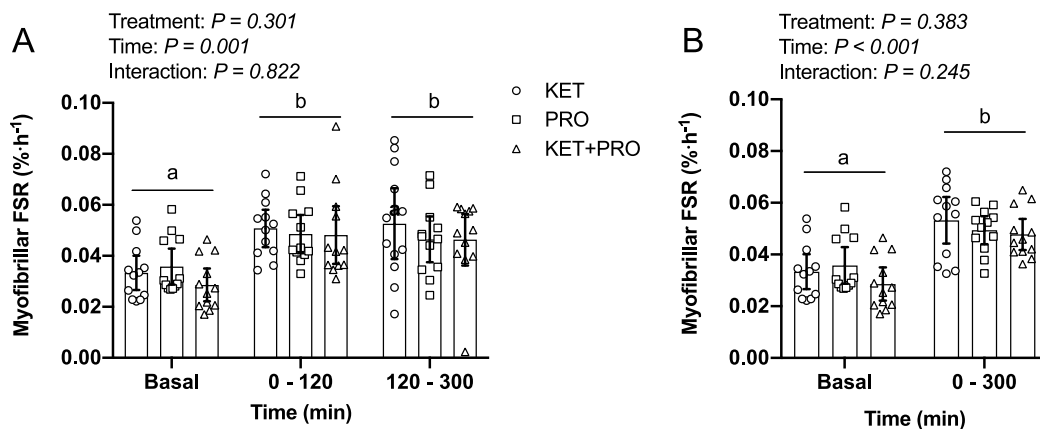 A
Treatment: P = 0.301
Time: P = 0.001
Interaction: P = 0.822
Myofibrillar FSR (%·h⁻¹)
0.10
0.08
0.06
0.04
0.02
0.00
a
b
b
Basal
0 - 120
120 - 300
Time (min)
KET
PRO
KET+PRO
B
Treatment: P = 0.383
Time: P < 0.001
Interaction: P = 0.245
Myofibrillar FSR (%·h⁻¹)
0.10
0.08
0.06
0.04
0.02
0.00
a
b
Basal
0 - 300
Time (min)